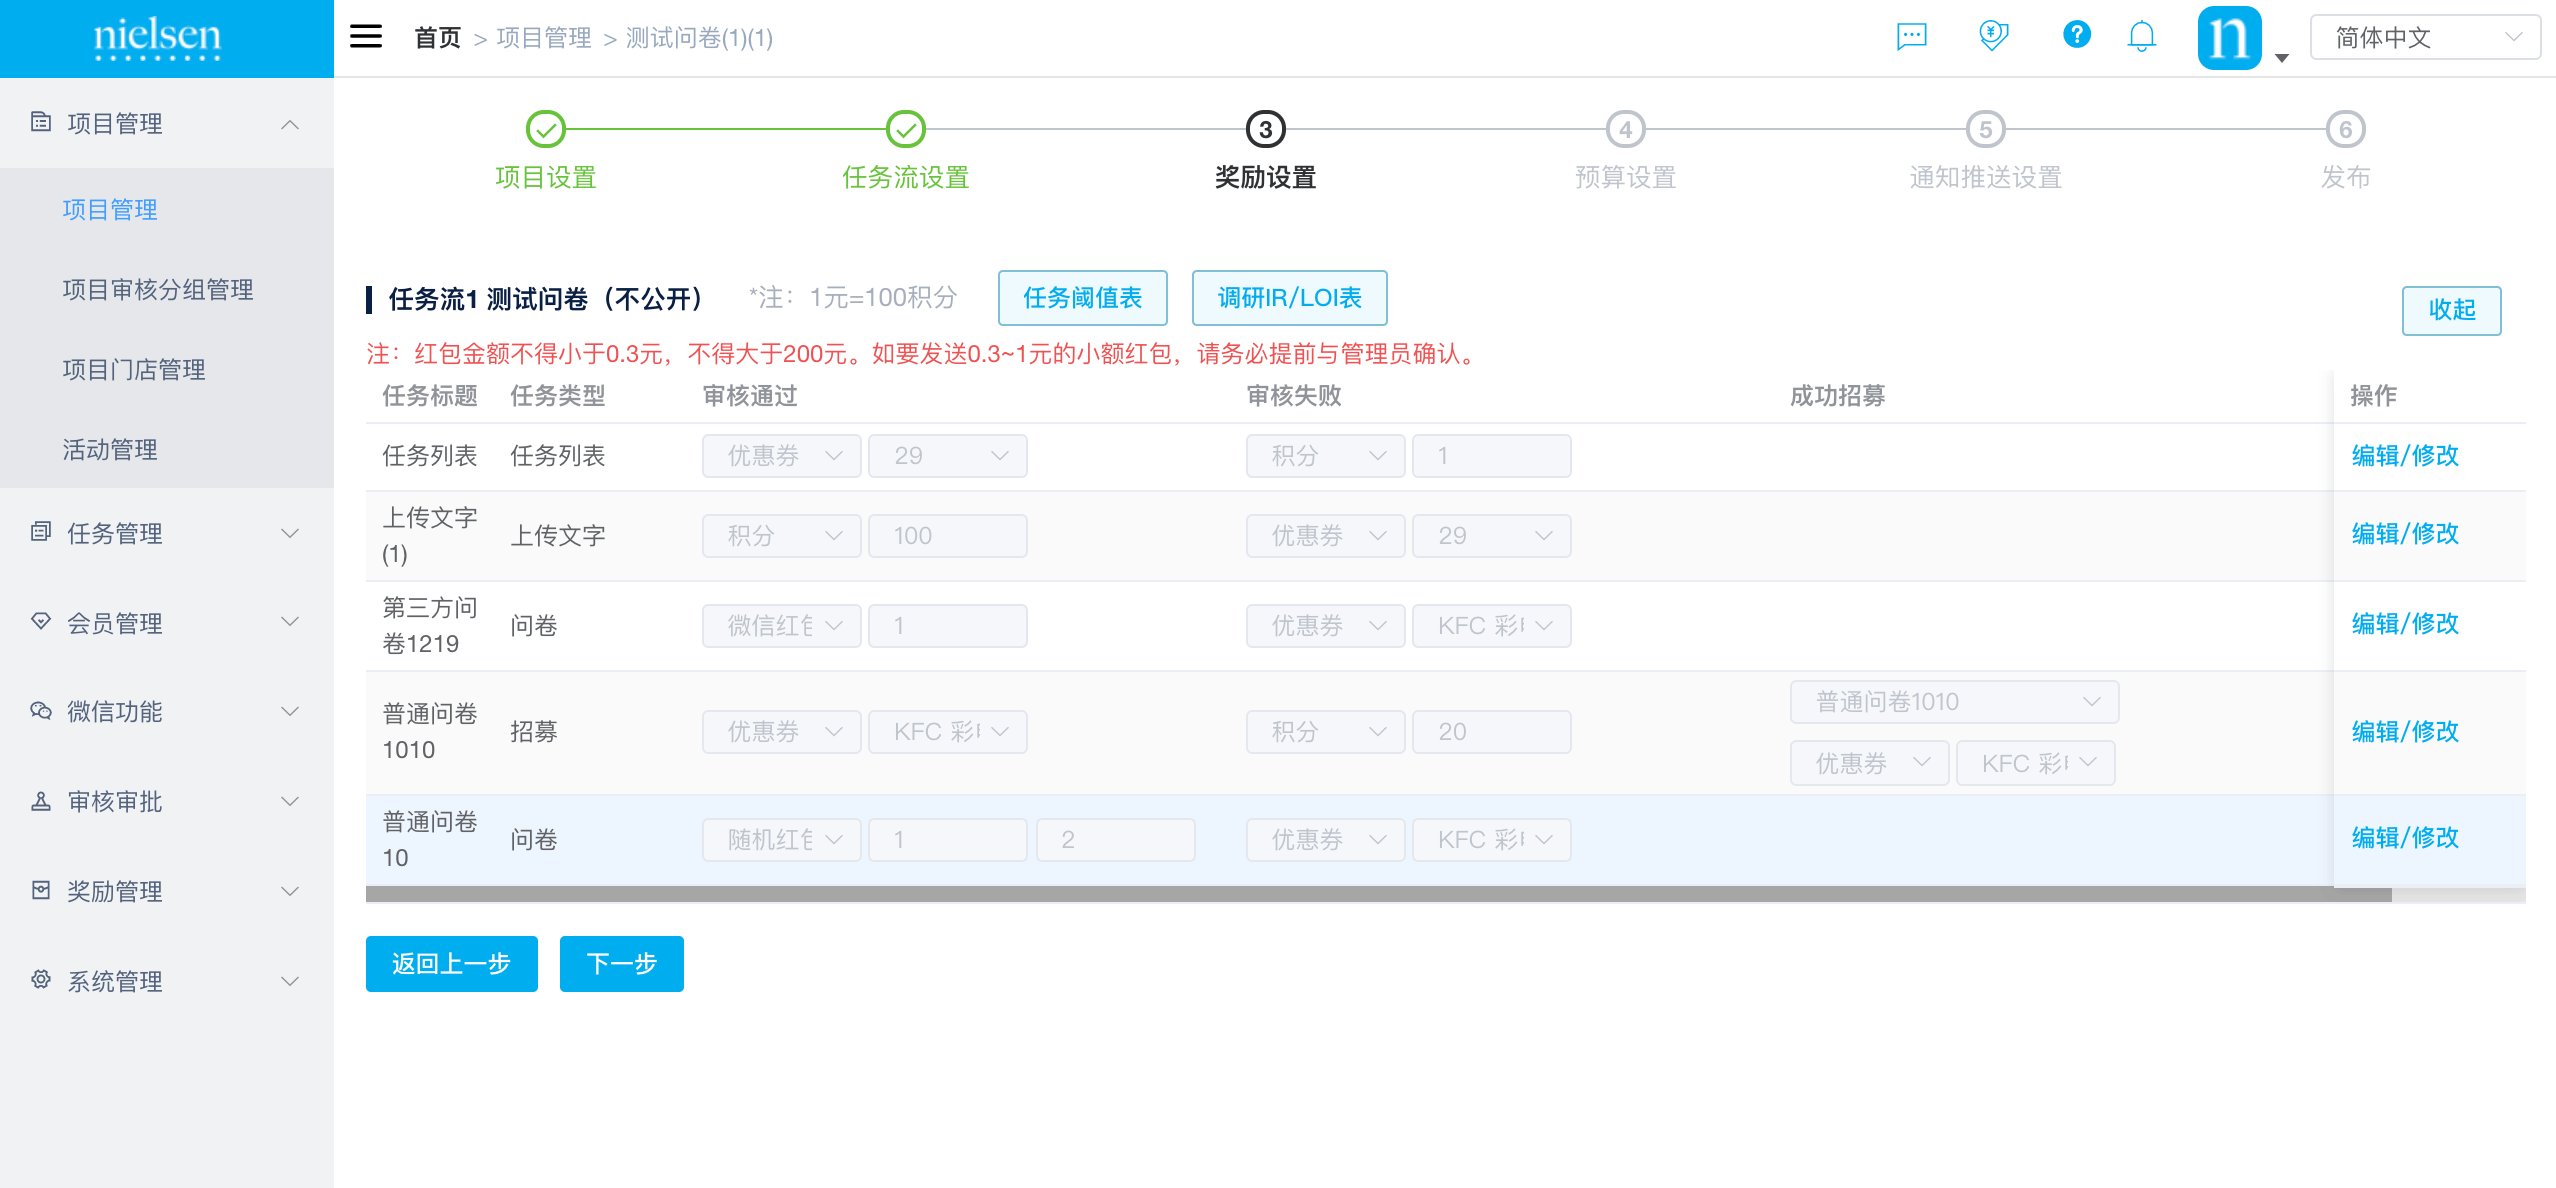 nielsen
首页 > 项目管理 > 测试问卷(1)(1)
n
简体中文
项目管理
项目管理
项目审核分组管理
项目门店管理
活动管理
任务管理
会员管理
微信功能
审核审批
奖励管理
系统管理
3
4
5
6
项目设置
任务流设置
奖励设置
预算设置
通知推送设置
发布
任务流1 测试问卷（不公开）
*注：1元=100积分
任务阈值表
调研IR/LOI表
收起
注：红包金额不得小于0.3元，不得大于200元。如要发送0.3~1元的小额红包，请务必提前与管理员确认。
任务标题 任务类型 审核通过 审核失败 成功招募 操作
任务列表 任务列表 优惠券 29 积分 1 编辑/修改
上传文字
(1)
上传文字 积分 100 优惠券 29 编辑/修改
第三方问
卷1219
问卷 微信红 1 优惠券 KFC 彩 编辑/修改
普通问卷
1010
招募 优惠券 KFC 彩 积分 20
普通问卷1010
优惠券 KFC 彩
编辑/修改
普通问卷
10
问卷 随机红 1 2 优惠券 KFC 彩 编辑/修改
返回上一步
下一步